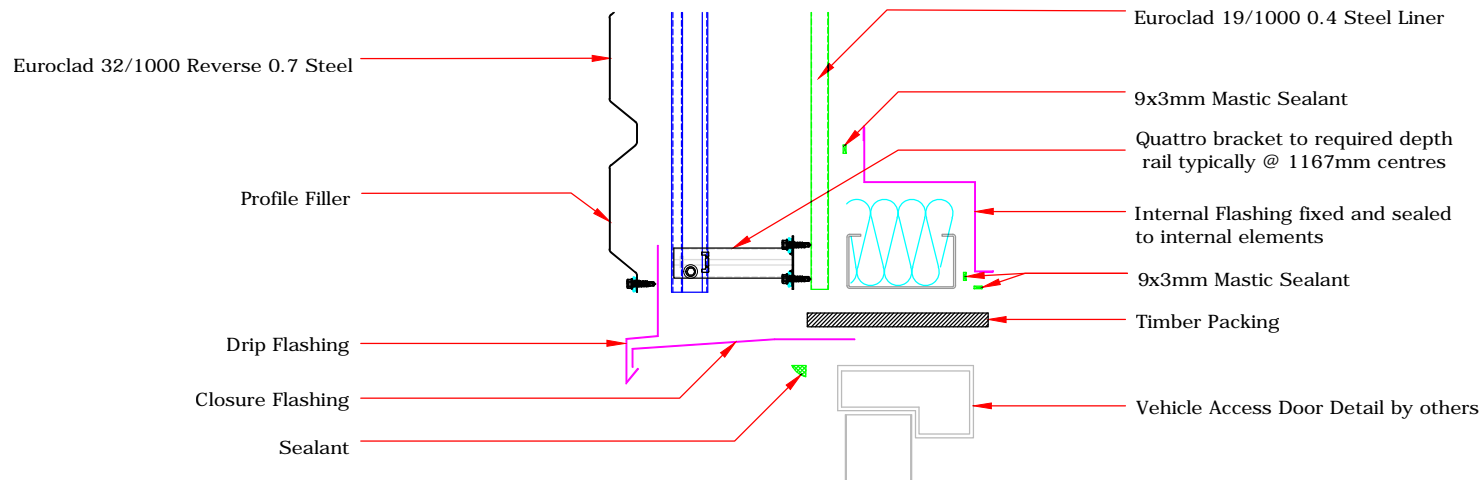 Euroclad 32/1000 Reverse 0.7 Steel
Profile Filler
Drip Flashing
Closure Flashing
Sealant
Euroclad 19/1000 0.4 Steel Liner
9x3mm Mastic Sealant
Quattro bracket to required depth
rail typically @ 1167mm centres
Internal Flashing fixed and sealed
to internal elements
9x3mm Mastic Sealant
Timber Packing
Vehicle Access Door Detail by others